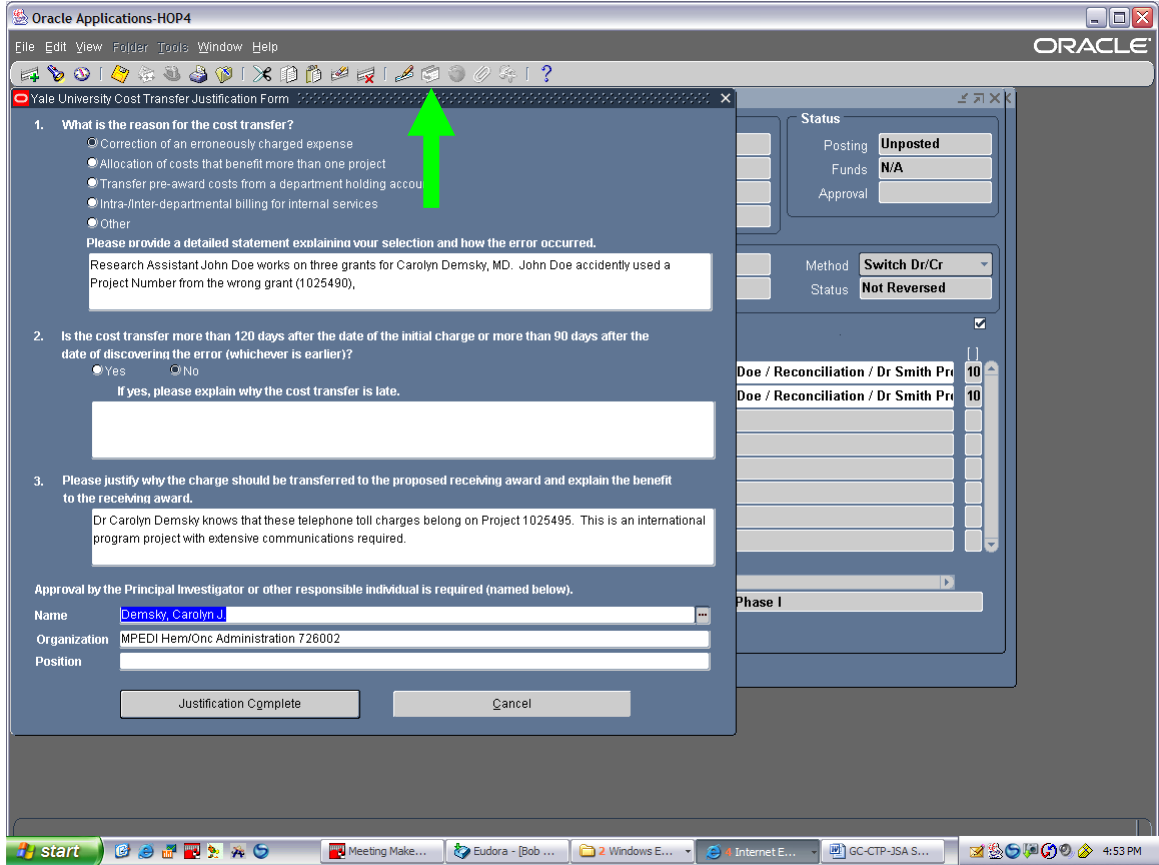 Oracle Applications-HOP4
File Edit View Folder Tools Window Help
ORACLE
Yale University Cost Transfer Justification Form
1. What is the reason for the cost transfer?
Correction of an erroneously charged expense
Allocation of costs that benefit more than one project
Transfer pre-award costs from a department holding accou
Intra-/Inter-departmental billing for internal services
Other
Please provide a detailed statement explaining your selection and how the error occurred.
Research Assistant John Doe works on three grants for Carolyn Demsky, MD. John Doe accidently used a
Project Number from the wrong grant (1025490),
2. Is the cost transfer more than 120 days after the date of the initial charge or more than 90 days after the
date of discovering the error (whichever is earlier)?
Yes No
If yes, please explain why the cost transfer is late.
3. Please justify why the charge should be transferred to the proposed receiving award and explain the benefit
to the receiving award.
Dr Carolyn Demsky knows that these telephone toll charges belong on Project 1025495. This is an international
program project with extensive communications required.
Approval by the Principal Investigator or other responsible individual is required (named below).
Name Demsky, Carolyn J.
Organization MPEDI Hem/Onc Administration 726002
Position
Justification Complete Cancel
Status
Posting Unposted
Funds N/A
Approval
Method Switch Dr/Cr
Status Not Reversed
[ ]
Doe / Reconciliation / Dr Smith Pr 10
Doe / Reconciliation / Dr Smith Pr 10
Phase I
start Meeting Make... Eudora - [Bob ... 2 Windows E... 4 Internet E... GC-CTP-JSA S... 4:53 PM